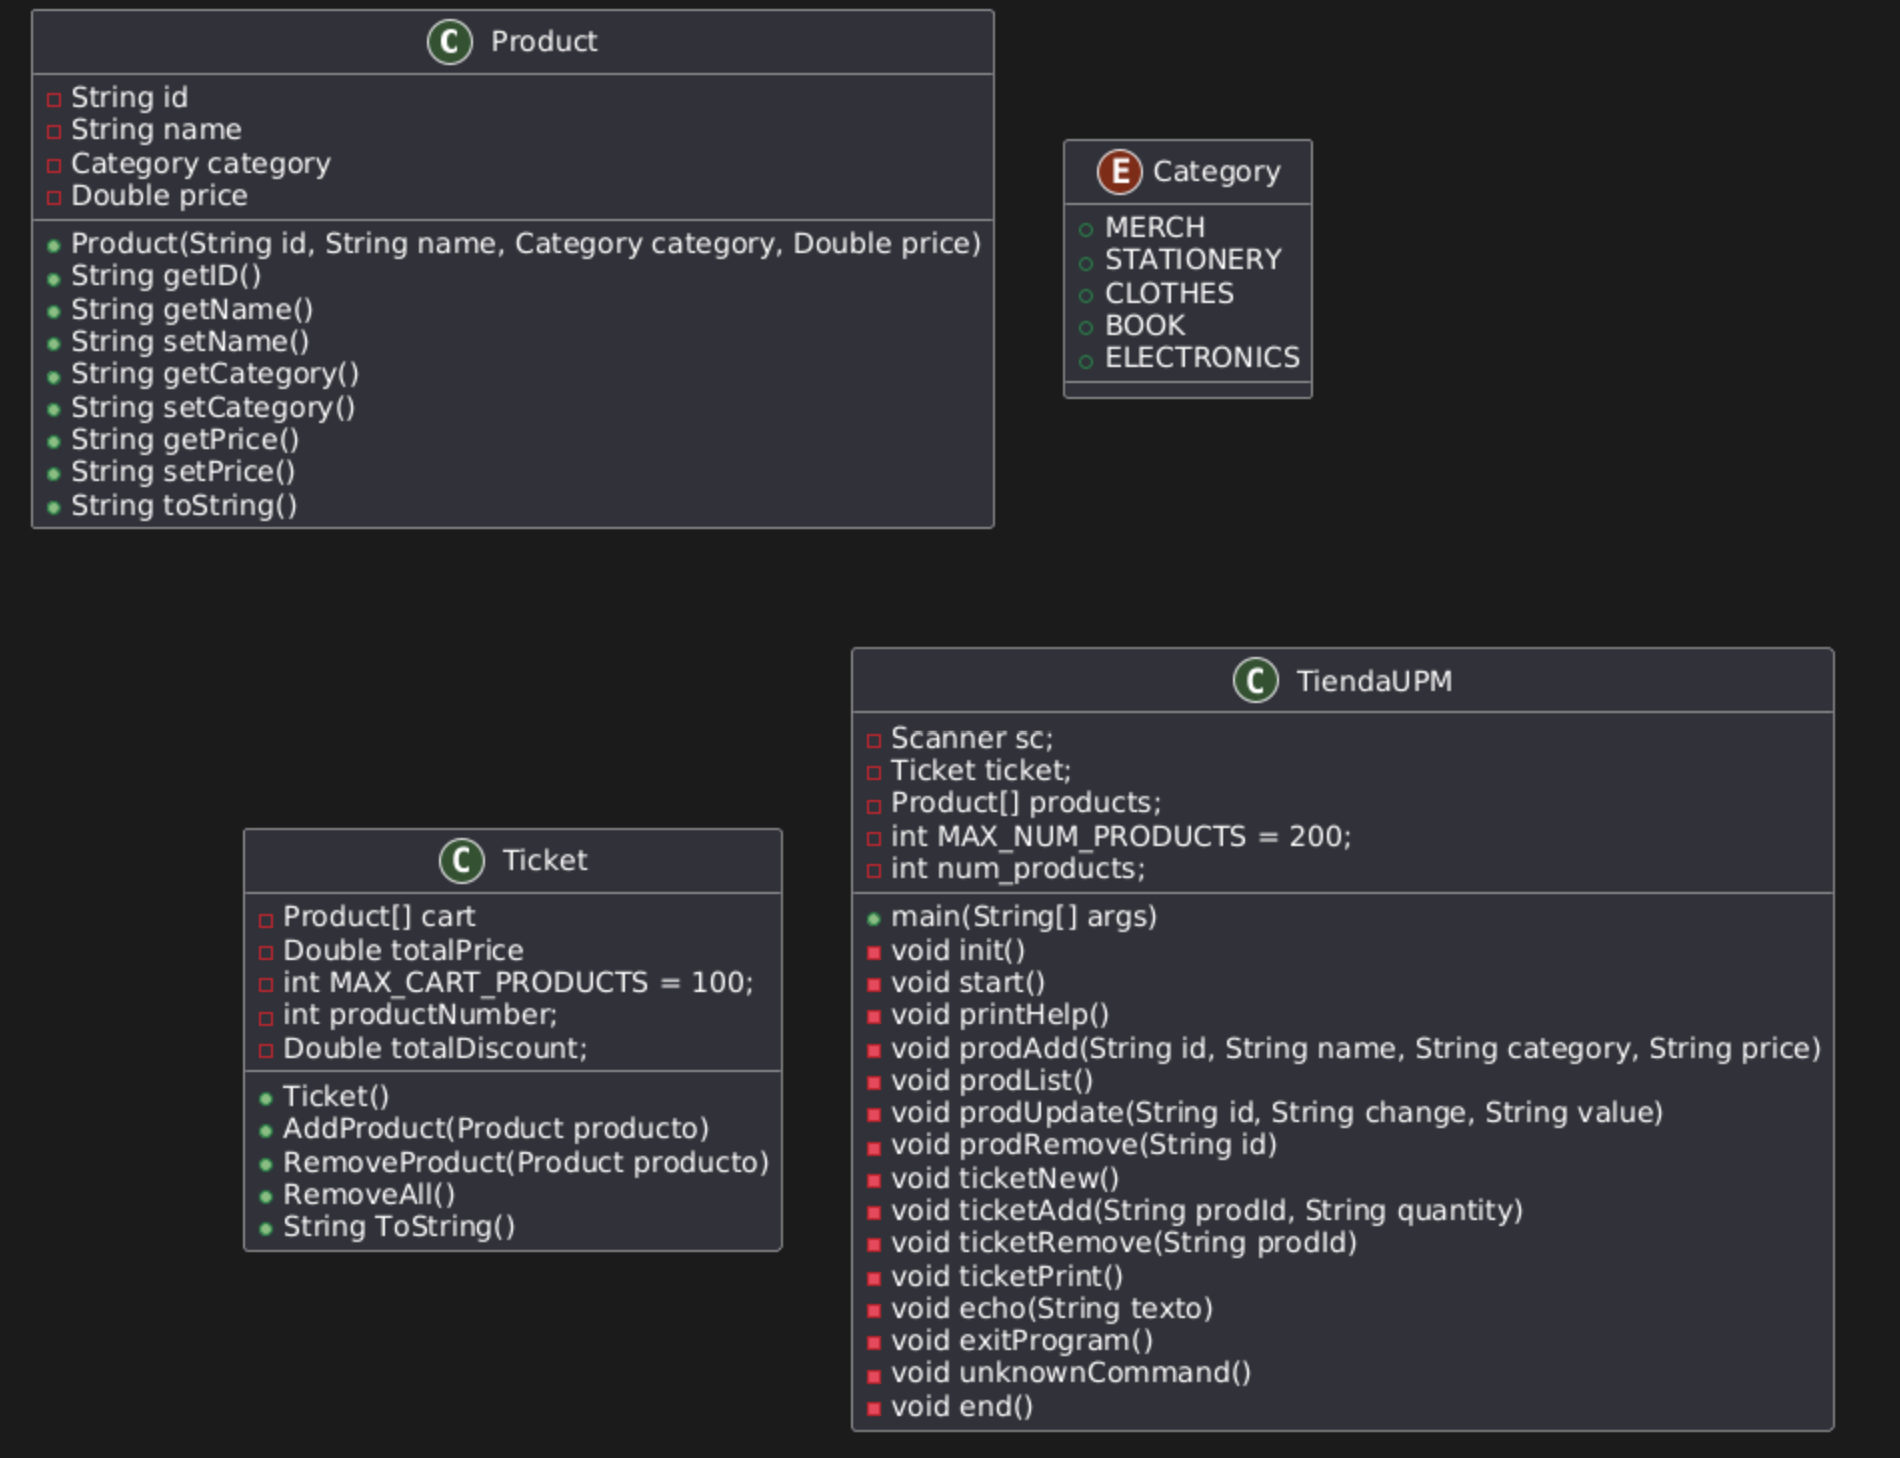 C Product
String id
String name
Category category
Double price
Product(String id, String name, Category category, Double price)
String getID()
String getName()
String setName()
String getCategory()
String setCategory()
String getPrice()
String setPrice()
String toString()
E Category
MERCH
STATIONERY
CLOTHES
BOOK
ELECTRONICS
C Ticket
Product[] cart
Double totalPrice
int MAX_CART_PRODUCTS = 100;
int productNumber;
Double totalDiscount;
Ticket()
AddProduct(Product producto)
RemoveProduct(Product producto)
RemoveAll()
String ToString()
C TiendaUPM
Scanner sc;
Ticket ticket;
Product[] products;
int MAX_NUM_PRODUCTS = 200;
int num_products;
main(String[] args)
void init()
void start()
void printHelp()
void prodAdd(String id, String name, String category, String price)
void prodList()
void prodUpdate(String id, String change, String value)
void prodRemove(String id)
void ticketNew()
void ticketAdd(String prodId, String quantity)
void ticketRemove(String prodId)
void ticketPrint()
void echo(String texto)
void exitProgram()
void unknownCommand()
void end()